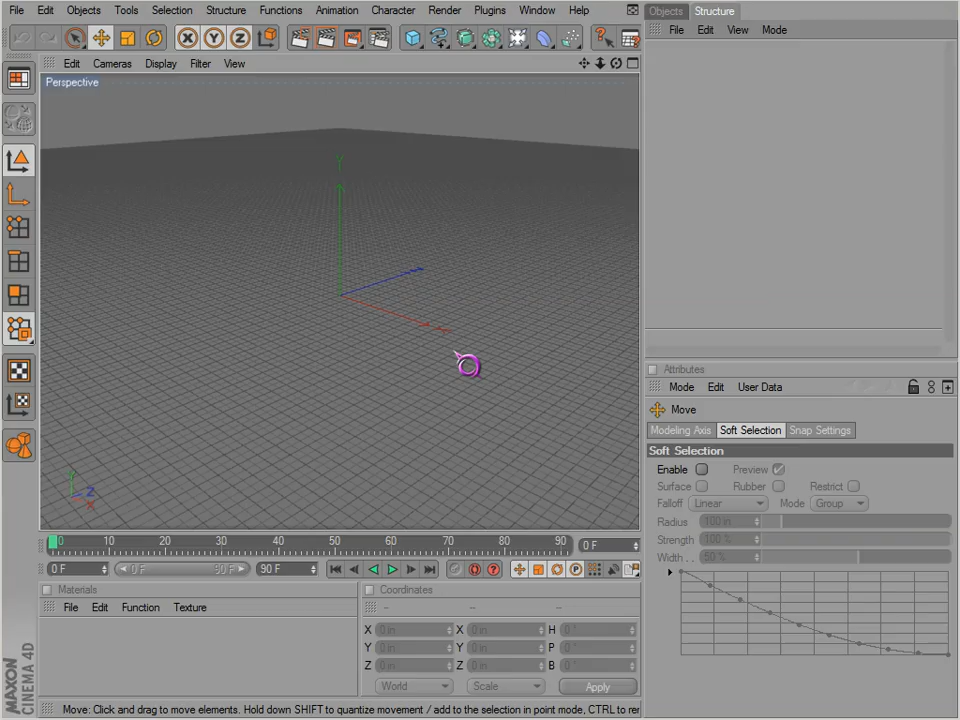 File Edit Objects Tools Selection Structure Functions Animation Character Render Plugins Window Help
Objects Structure
File Edit View Mode
X Y Z
Edit Cameras Display Filter View
Perspective
Y
Y
Z
X
0 10 20 30 40 50 60 70 80 90 0 F
0 F 0 F 90 F 90 F
P
Materials
File Edit Function Texture
Coordinates
-- -- --
X 0 in X 0 in H 0 °
Y 0 in Y 0 in P 0 °
Z 0 in Z 0 in B 0 °
World Scale Apply
Attributes
Mode Edit User Data
Move
Modeling Axis Soft Selection Snap Settings
Soft Selection
Enable Preview
Surface Rubber Restrict
Falloff Linear Mode Group
Radius 100 in
Strength 100 %
Width . . 50 %
MAXON
CINEMA 4D
Move: Click and drag to move elements. Hold down SHIFT to quantize movement / add to the selection in point mode, CTRL to rer